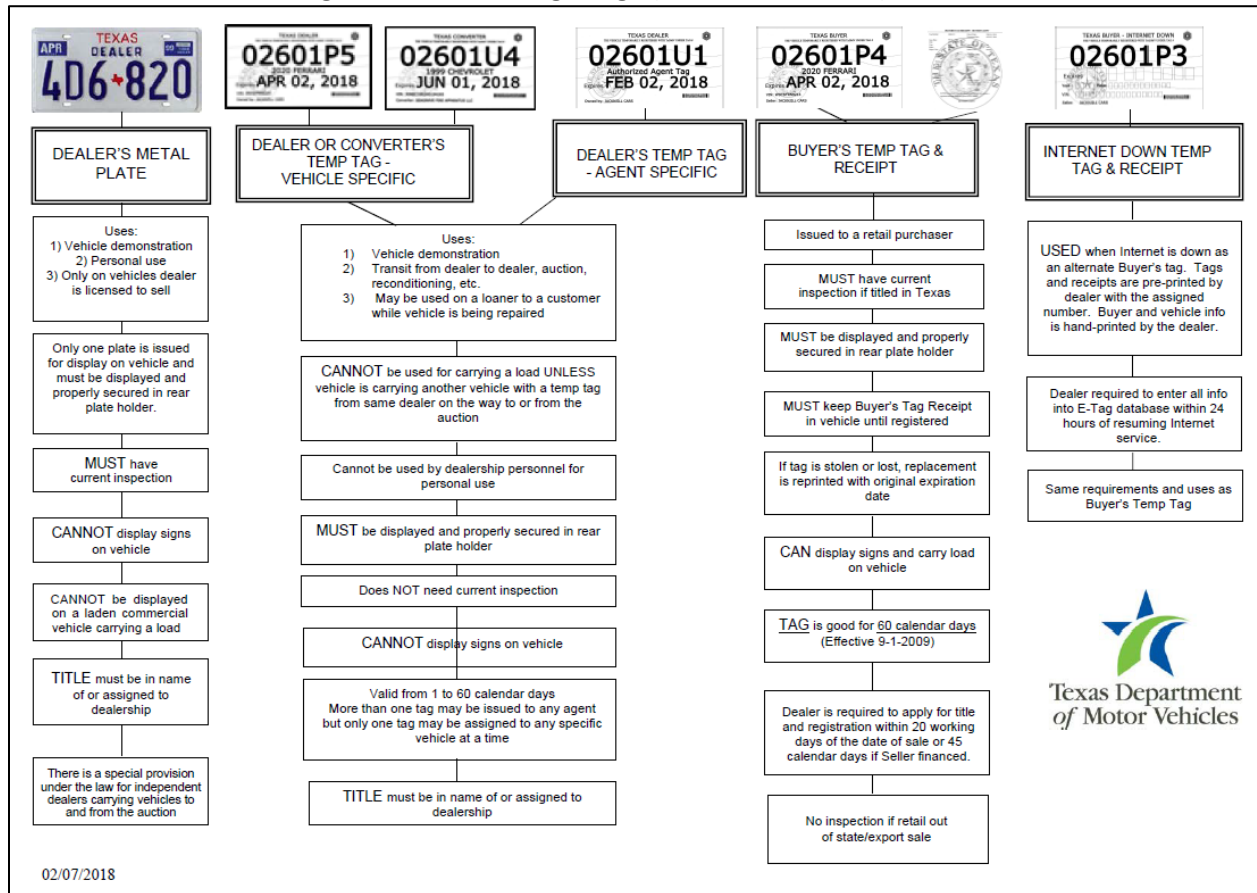 APR
TEXAS
DEALER
99
4D6 820
TEXAS DEALER
02601P5
2020 FERRARI
Expires APR 02, 2018
TEXAS CONVERTER
02601U4
1999 CHEVROLET
Expires JUN 01, 2018
TEXAS DEALER
02601U1
Authorized Agent Tag
Expires FEB 02, 2018
TEXAS BUYER
02601P4
2020 FERRARI
Expires APR 02, 2018
TEXAS BUYER - INTERNET DOWN
02601P3
Expires
DEALER'S METAL
PLATE
Uses:
1) Vehicle demonstration
2) Personal use
3) Only on vehicles dealer
is licensed to sell
Only one plate is issued
for display on vehicle and
must be displayed and
properly secured in rear
plate holder.
MUST have
current inspection
CANNOT display signs
on vehicle
CANNOT be displayed
on a laden commercial
vehicle carrying a load
TITLE must be in name
of or assigned to
dealership
There is a special provision
under the law for independent
dealers carrying vehicles to
and from the auction
DEALER OR CONVERTER'S
TEMP TAG -
VEHICLE SPECIFIC
DEALER'S TEMP TAG
- AGENT SPECIFIC
Uses:
1) Vehicle demonstration
2) Transit from dealer to dealer, auction,
reconditioning, etc.
3) May be used on a loaner to a customer
while vehicle is being repaired
CANNOT be used for carrying a load UNLESS
vehicle is carrying another vehicle with a temp tag
from same dealer on the way to or from the
auction
Cannot be used by dealership personnel for
personal use
MUST be displayed and properly secured in rear
plate holder
Does NOT need current inspection
CANNOT display signs on vehicle
Valid from 1 to 60 calendar days
More than one tag may be issued to any agent
but only one tag may be assigned to any specific
vehicle at a time
TITLE must be in name of or assigned to
dealership
BUYER'S TEMP TAG &
RECEIPT
Issued to a retail purchaser
MUST have current
inspection if titled in Texas
MUST be displayed and properly
secured in rear plate holder
MUST keep Buyer's Tag Receipt
in vehicle until registered
If tag is stolen or lost, replacement
is reprinted with original expiration
date
CAN display signs and carry load
on vehicle
TAG is good for 60 calendar days
(Effective 9-1-2009)
Dealer is required to apply for title
and registration within 20 working
days of the date of sale or 45
calendar days if Seller financed.
No inspection if retail out
of state/export sale
INTERNET DOWN TEMP
TAG & RECEIPT
USED when Internet is down as
an alternate Buyer's tag. Tags
and receipts are pre-printed by
dealer with the assigned
number. Buyer and vehicle info
is hand-printed by the dealer.
Dealer required to enter all info
into E-Tag database within 24
hours of resuming Internet
service.
Same requirements and uses as
Buyer's Temp Tag
Texas Department
of Motor Vehicles
02/07/2018